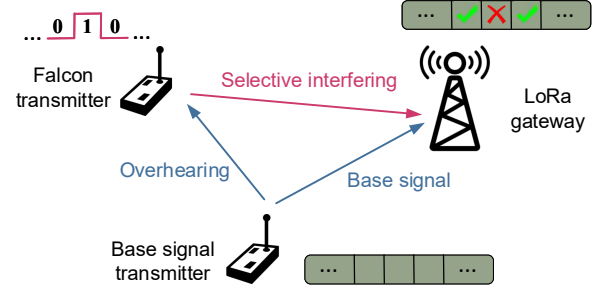 ... ✓ ✗ ✓ ...
... 0 1 0 ...
Falcon
transmitter
Selective interfering
LoRa
gateway
Overhearing
Base signal
Base signal
transmitter
... ...